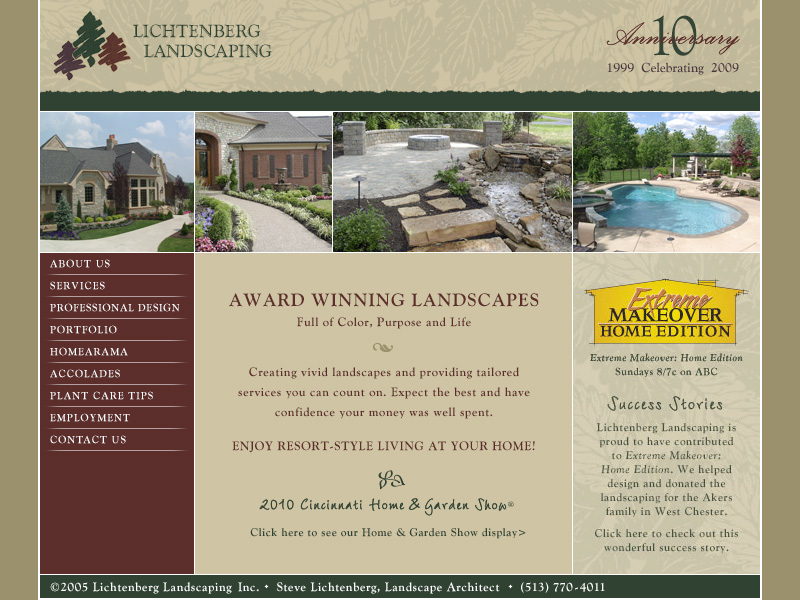 LICHTENBERG
LANDSCAPING
10
Anniversary
1999 Celebrating 2009
ABOUT US
SERVICES
PROFESSIONAL DESIGN
PORTFOLIO
HOMEARAMA
ACCOLADES
PLANT CARE TIPS
EMPLOYMENT
CONTACT US
AWARD WINNING LANDSCAPES
Full of Color, Purpose and Life
Creating vivid landscapes and providing tailored
services you can count on. Expect the best and have
confidence your money was well spent.
ENJOY RESORT-STYLE LIVING AT YOUR HOME!
2010 Cincinnati Home & Garden Show®
Click here to see our Home & Garden Show display>
Extreme
MAKEOVER
HOME EDITION
Extreme Makeover: Home Edition
Sundays 8/7c on ABC
Success Stories
Lichtenberg Landscaping is
proud to have contributed
to Extreme Makeover:
Home Edition. We helped
design and donated the
landscaping for the Akers
family in West Chester.
Click here to check out this
wonderful success story.
©2005 Lichtenberg Landscaping Inc. • Steve Lichtenberg, Landscape Architect • (513) 770-4011